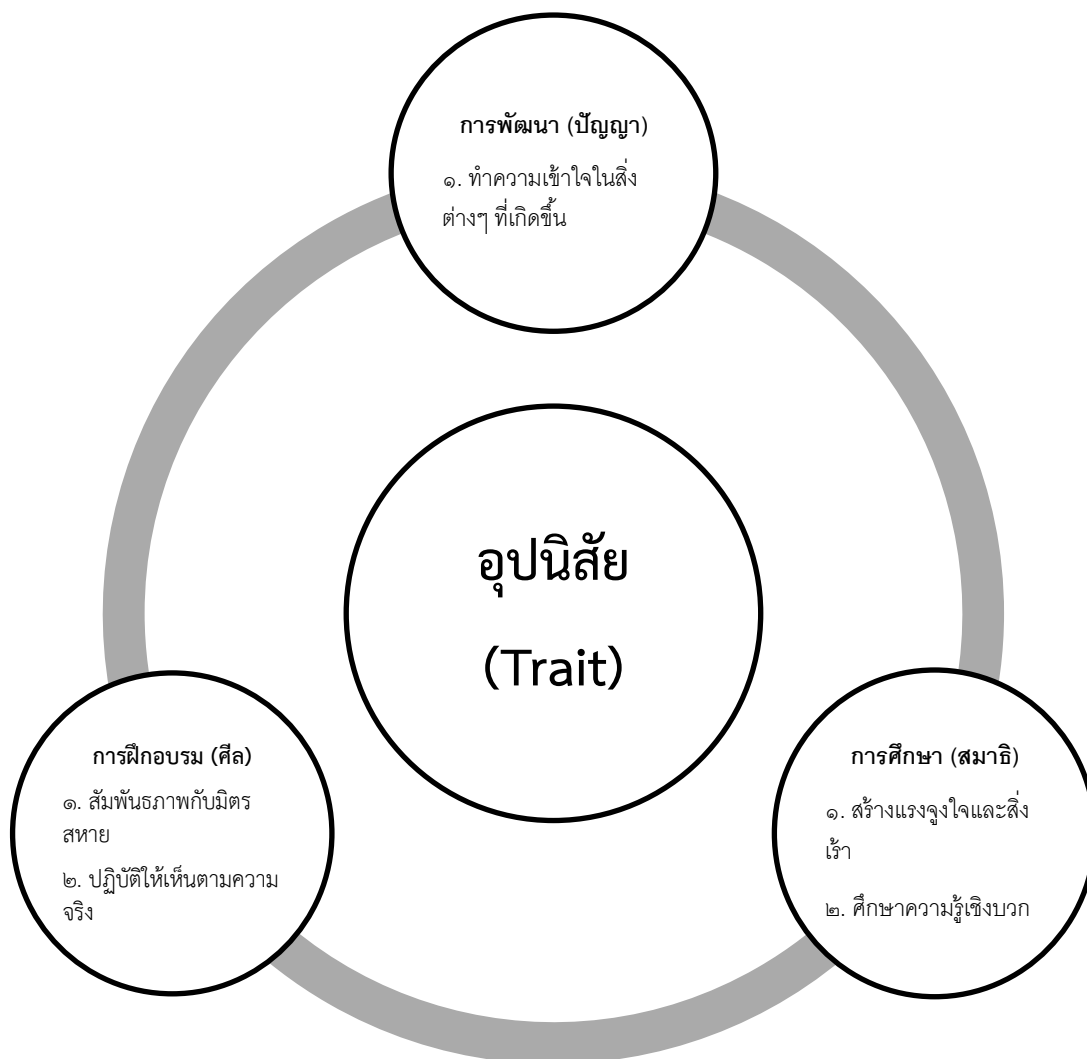 การพัฒนา (ปัญญา)
๑. ทำความเข้าใจในสิ่ง
ต่างๆ ที่เกิดขึ้น
อุปนิสัย
(Trait)
การฝึกอบรม (ศีล)
๑. สัมพันธภาพกับมิตร
สหาย
๒. ปฏิบัติให้เห็นตามความ
จริง
การศึกษา (สมาธิ)
๑. สร้างแรงจูงใจและสิ่ง
เร้า
๒. ศึกษาความรู้เชิงบวก